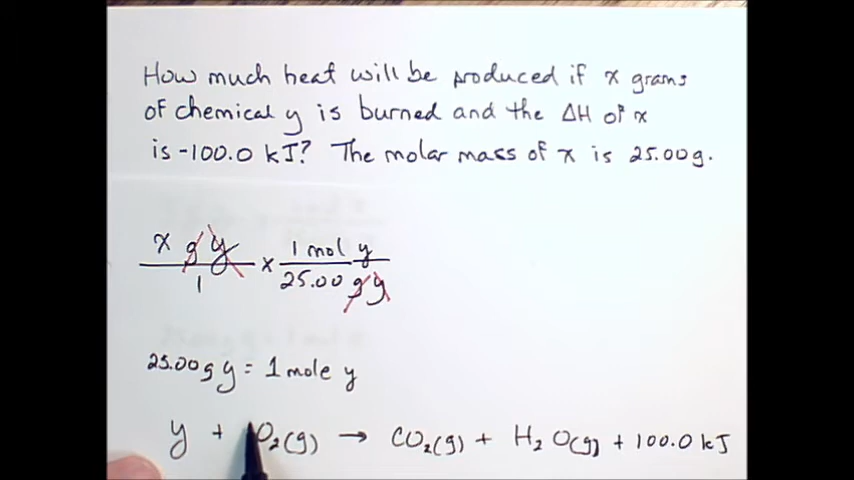 How much heat will be produced if x grams
of chemical y is burned and the ΔH of x
is -100.0 kJ? The molar mass of x is 25.00g.
x g y / 1 x 1 mol y / 25.00 g y
25.00g y = 1 mole y
y + O₂(g) → CO₂(g) + H₂O(g) + 100.0 kJ